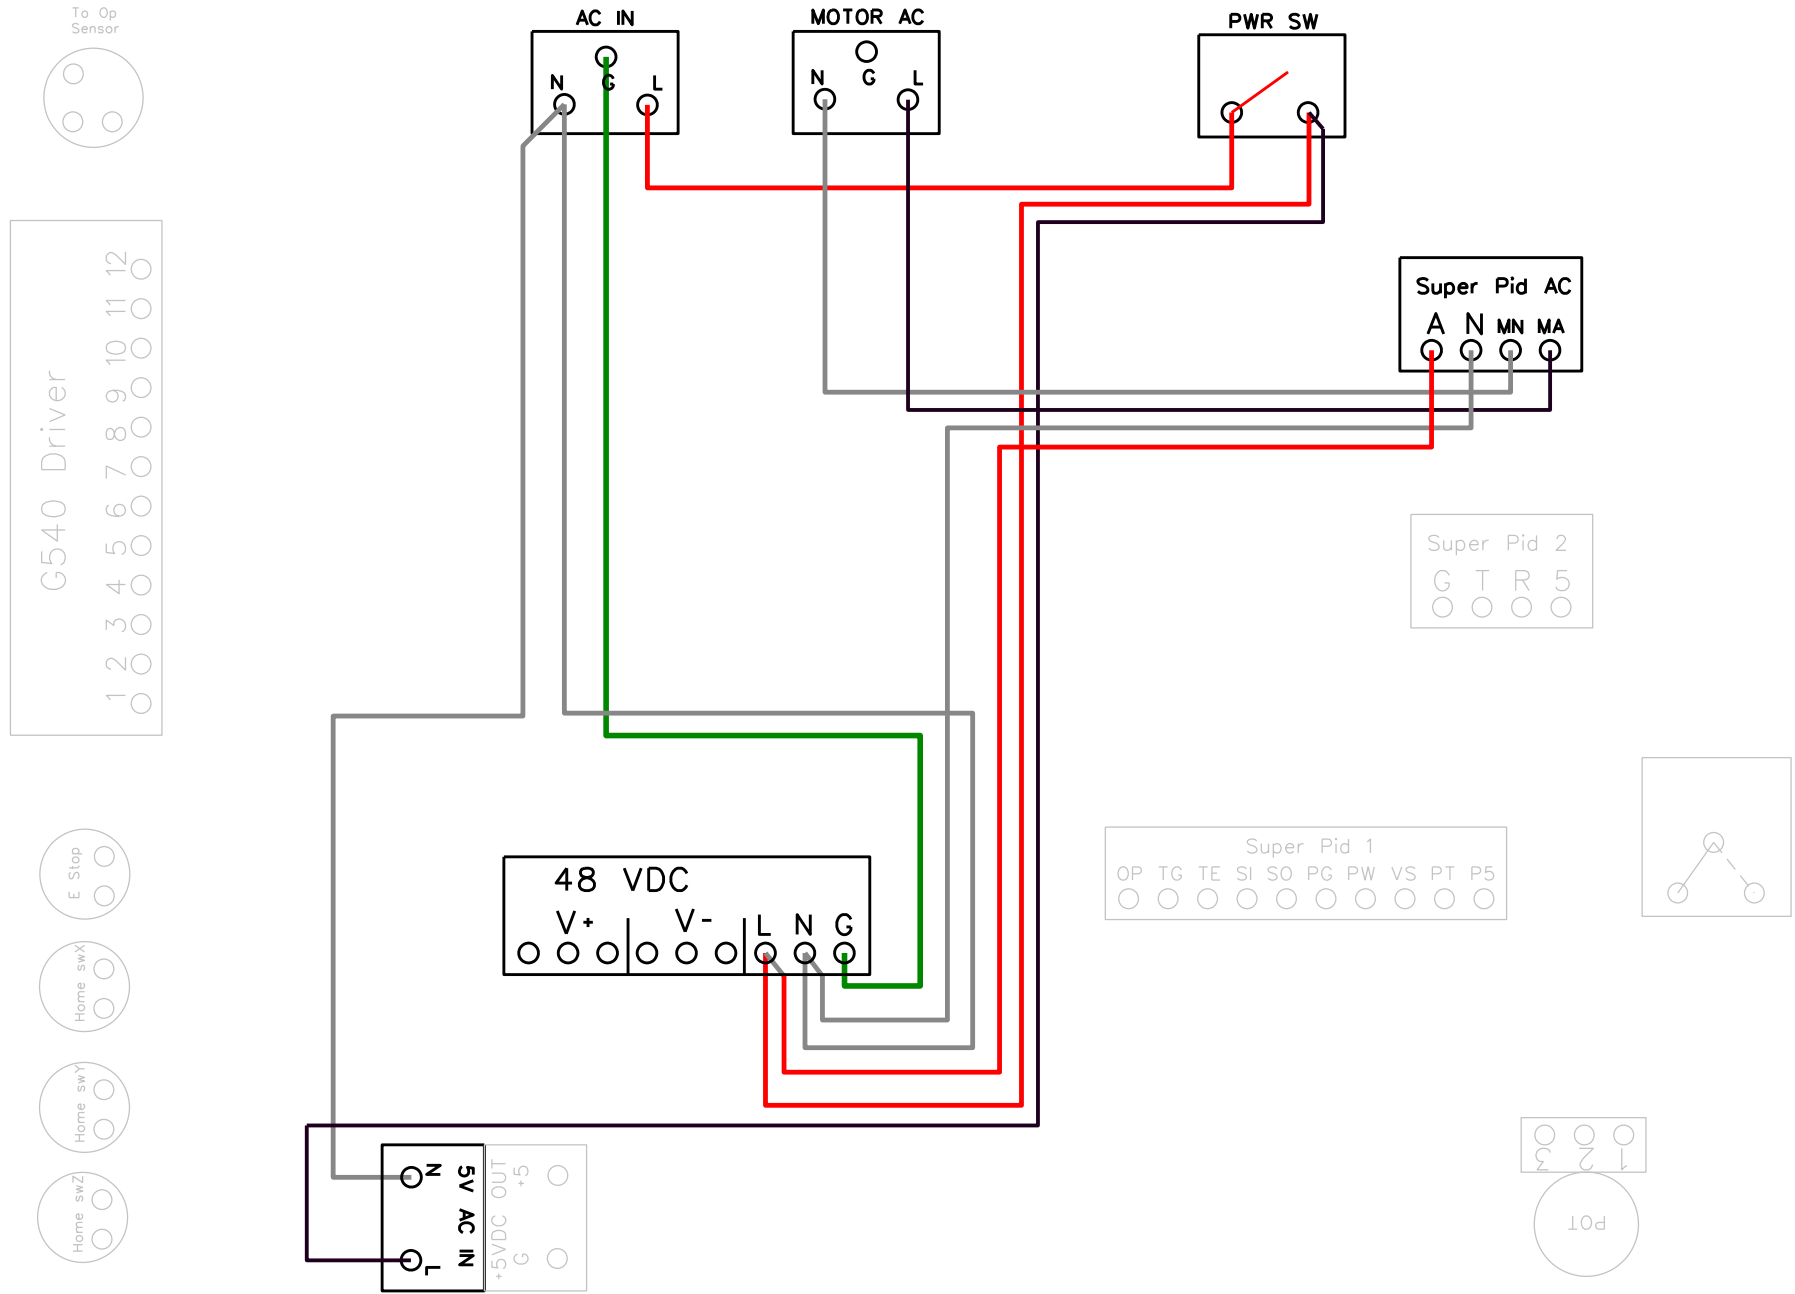 To Op
Sensor
AC IN
N G L
MOTOR AC
N G L
PWR SW
Super Pid AC
A N MN MA
G540 Driver
12
11
10
9
8
7
6
5
4
3
2
1
Super Pid 2
G T R 5
E Stop
Home swX
Home swY
Home swZ
48 VDC
V+ V- L N G
Super Pid 1
OP TG TE SI SO PG PW VS PT P5
N
L
5V AC IN
+5VDC OUT
+5
G
3 2 1
POT